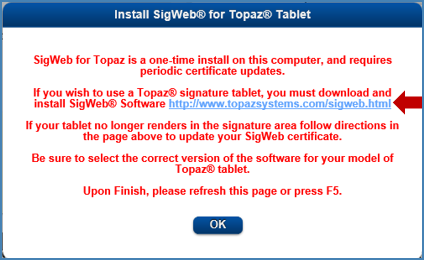 Install SigWeb® for Topaz® Tablet
SigWeb for Topaz is a one-time install on this computer, and requires
periodic certificate updates.
If you wish to use a Topaz® signature tablet, you must download and
install SigWeb® Software http://www.topazsystems.com/sigweb.html
If your tablet no longer renders in the signature area follow directions in
the page above to update your SigWeb certificate.
Be sure to select the correct version of the software for your model of
Topaz® tablet.
Upon Finish, please refresh this page or press F5.
OK